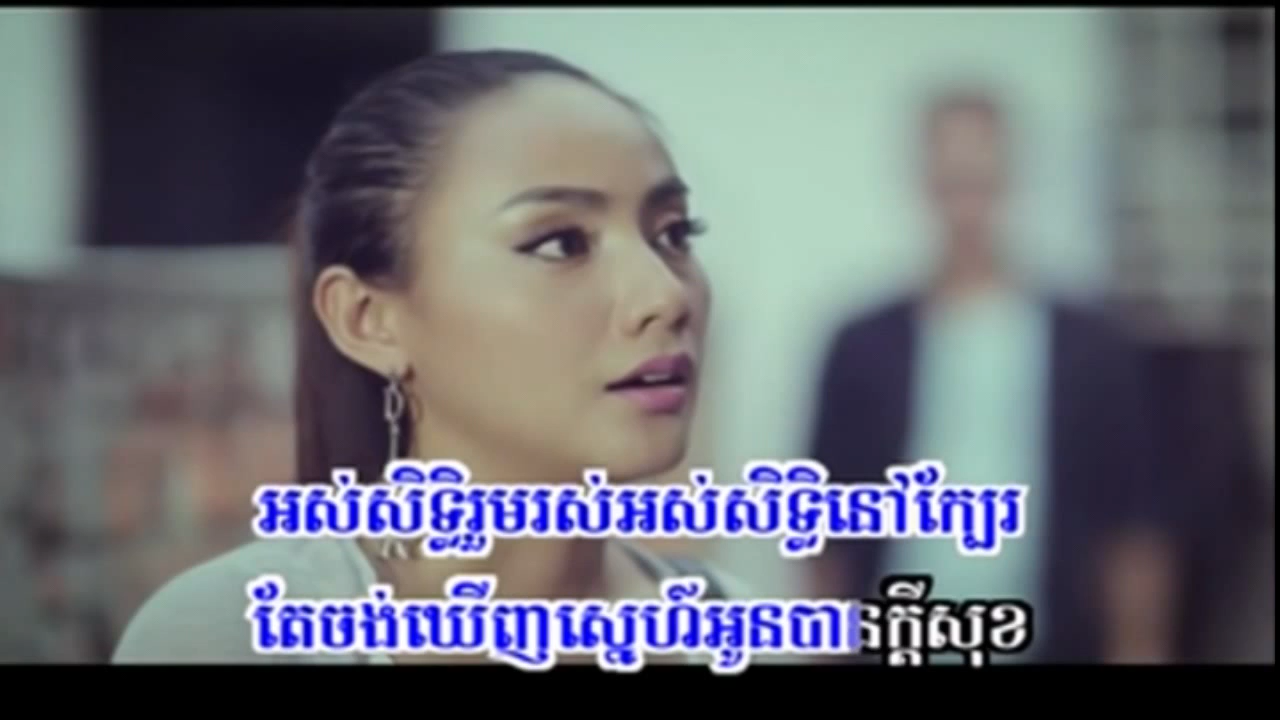 អស់សិទ្ធិរួមរស់អស់សិទ្ធិនៅក្បែរ
តែចង់ឃើញស្នេហ៍អូនបានក្ដីសុខ